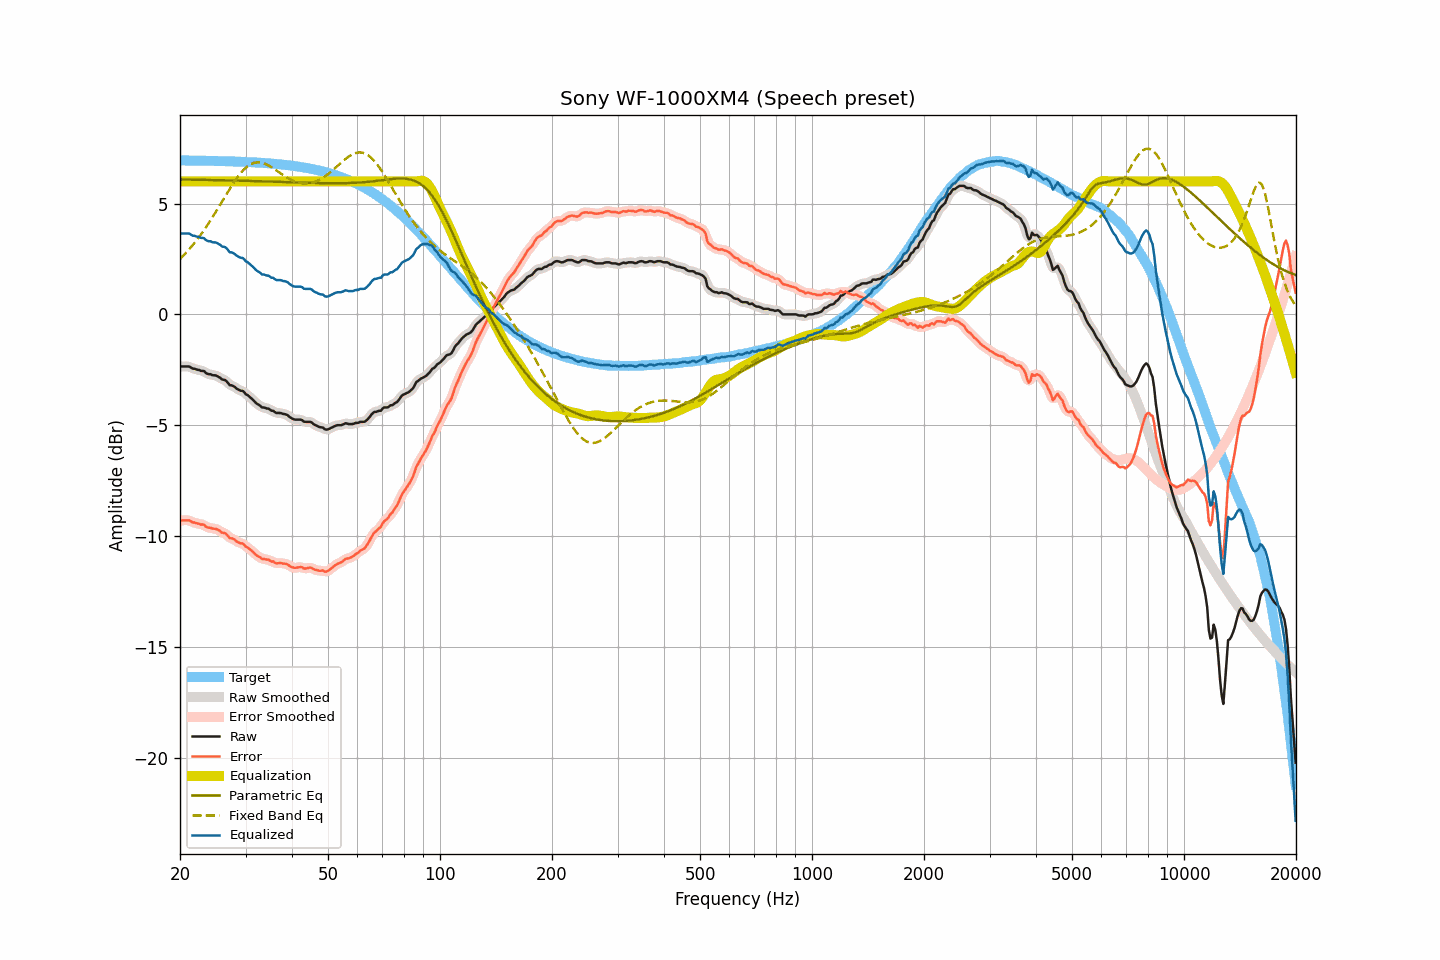 Sony WF-1000XM4 (Speech preset)
Amplitude (dBr)
5
0
−5
−10
−15
−20
Target
Raw Smoothed
Error Smoothed
Raw
Error
Equalization
Parametric Eq
Fixed Band Eq
Equalized
20 50 100 200 500 1000 2000 5000 10000 20000
Frequency (Hz)